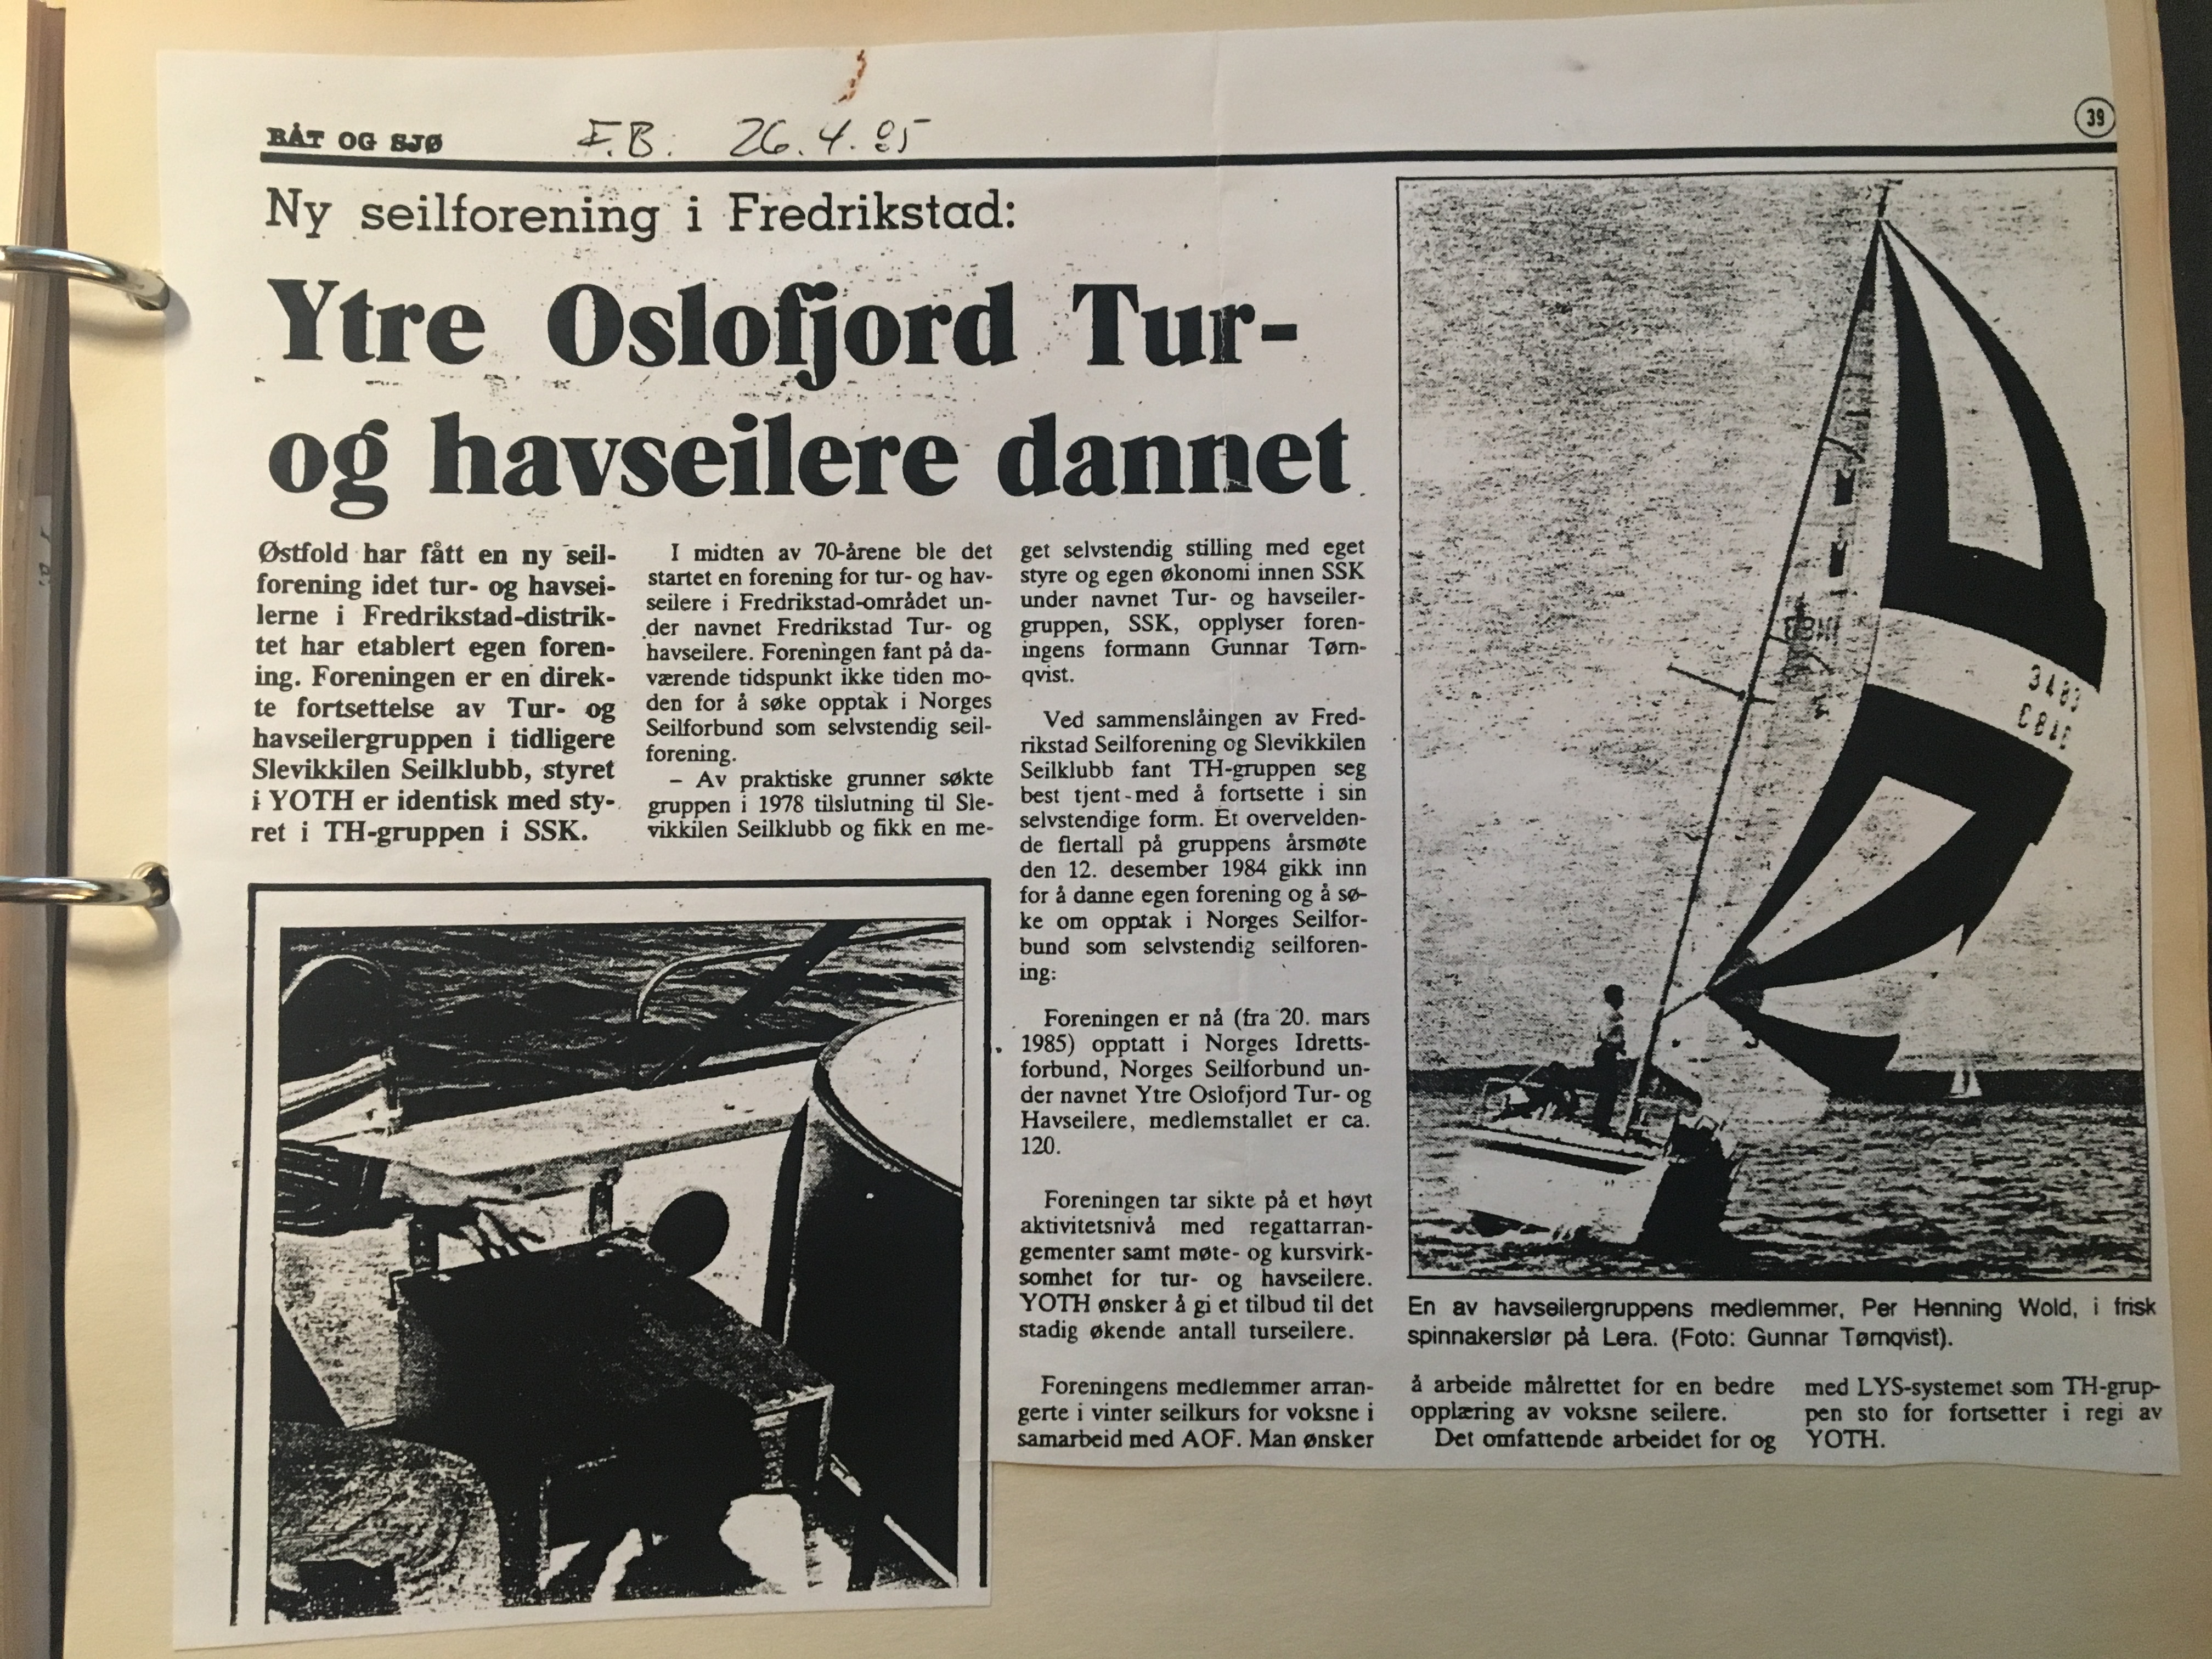 BÅT OG SJØ
F.B. 26.4.85
39
Ny seilforening i Fredrikstad:
Ytre Oslofjord Tur-
og havseilere dannet
Østfold har fått en ny seil-
forening idet tur- og havsei-
lerne i Fredrikstad-distrik-
tet har etablert egen foren-
ing. Foreningen er en direk-
te fortsettelse av Tur- og
havseilergruppen i tidligere
Slevikkilen Seilklubb, styret
i YOTH er identisk med sty-
ret i TH-gruppen i SSK.
I midten av 70-årene ble det
startet en forening for tur- og hav-
seilere i Fredrikstad-området un-
der navnet Fredrikstad Tur- og
havseilere. Foreningen fant på da-
værende tidspunkt ikke tiden mo-
den for å søke opptak i Norges
Seilforbund som selvstendig seil-
forening.
– Av praktiske grunner søkte
gruppen i 1978 tilslutning til Sle-
vikkilen Seilklubb og fikk en me-
get selvstendig stilling med eget
styre og egen økonomi innen SSK
under navnet Tur- og havseiler-
gruppen, SSK, opplyser foren-
ingens formann Gunnar Tørn-
qvist.
Ved sammenslåingen av Fred-
rikstad Seilforening og Slevikkilen
Seilklubb fant TH-gruppen seg
best tjent med å fortsette i sin
selvstendige form. Et overvelden-
de flertall på gruppens årsmøte
den 12. desember 1984 gikk inn
for å danne egen forening og å sø-
ke om opptak i Norges Seilfor-
bund som selvstendig seilforen-
ing:
Foreningen er nå (fra 20. mars
1985) opptatt i Norges Idretts-
forbund, Norges Seilforbund un-
der navnet Ytre Oslofjord Tur- og
Havseilere, medlemstallet er ca.
120.
Foreningen tar sikte på et høyt
aktivitetsnivå med regattarran-
gementer samt møte- og kursvirk-
somhet for tur- og havseilere.
YOTH ønsker å gi et tilbud til det
stadig økende antall turseilere.
Foreningens medlemmer arran-
gerte i vinter seilkurs for voksne i
samarbeid med AOF. Man ønsker
3483
En av havseilergruppens medlemmer, Per Henning Wold, i frisk
spinnakerslør på Lera. (Foto: Gunnar Tørnqvist).
å arbeide målrettet for en bedre
opplæring av voksne seilere.
Det omfattende arbeidet for og
med LYS-systemet som TH-grup-
pen sto for fortsetter i regi av
YOTH.